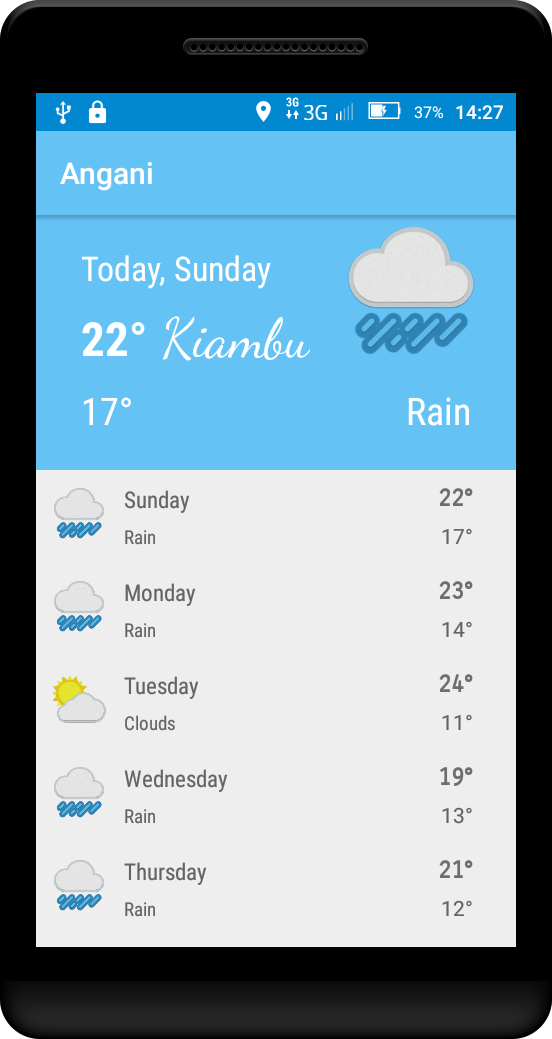 3G 3G 37% 14:27
Angani
Today, Sunday
22° Kiambu
17° Rain
Sunday 22°
Rain 17°
Monday 23°
Rain 14°
Tuesday 24°
Clouds 11°
Wednesday 19°
Rain 13°
Thursday 21°
Rain 12°